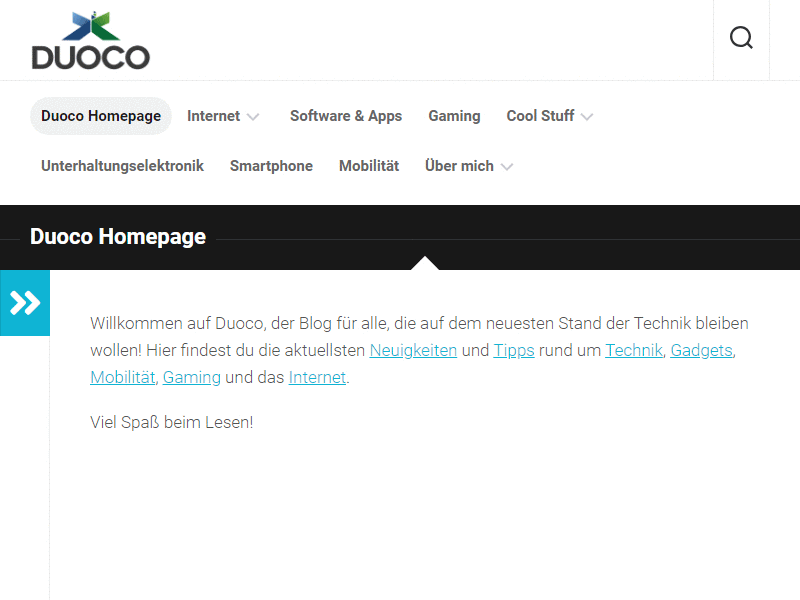 DUOCO
Duoco Homepage Internet Software & Apps Gaming Cool Stuff
Unterhaltungselektronik Smartphone Mobilität Über mich
Duoco Homepage
Willkommen auf Duoco, der Blog für alle, die auf dem neuesten Stand der Technik bleiben
wollen! Hier findest du die aktuellsten Neuigkeiten und Tipps rund um Technik, Gadgets,
Mobilität, Gaming und das Internet.
Viel Spaß beim Lesen!